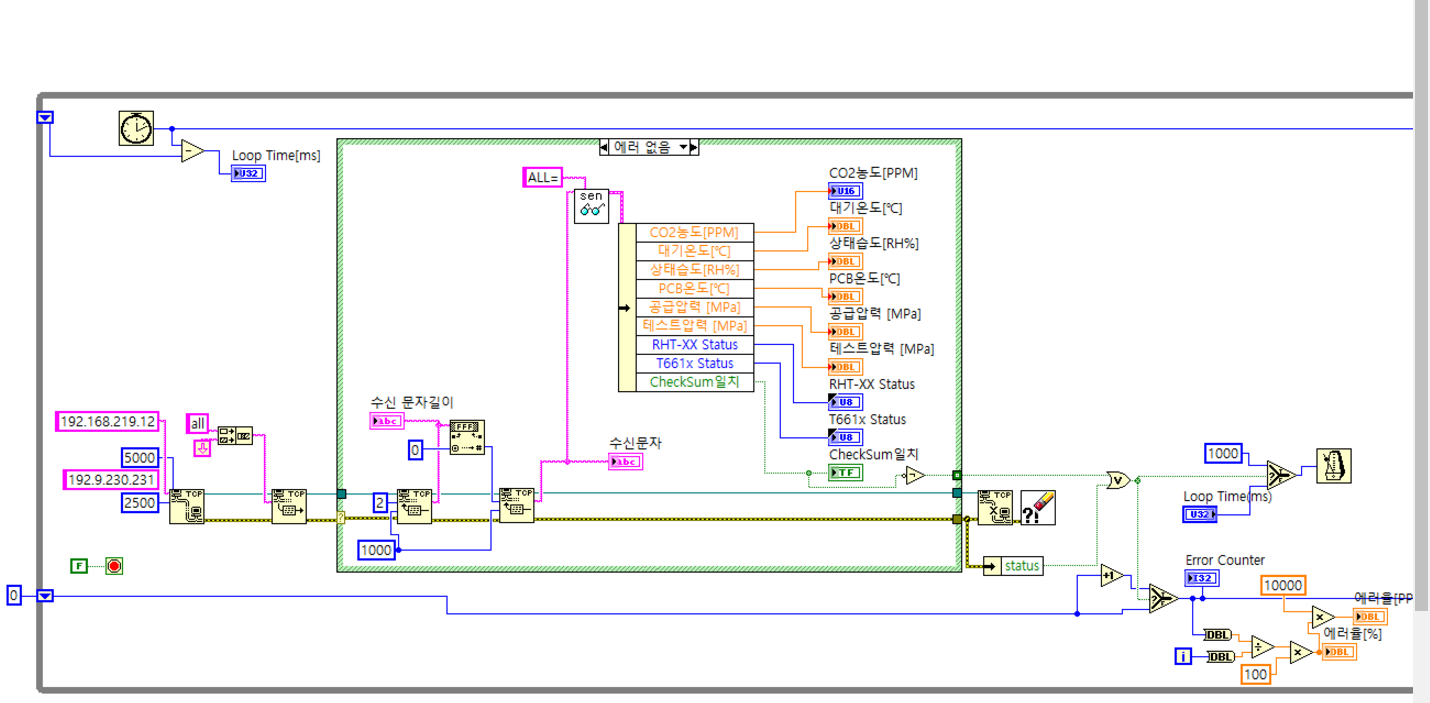 에러 없음
Loop Time[ms]
U32
ALL=
sen
CO2농도[PPM]
U16
대기온도[℃]
DBL
상태습도[RH%]
DBL
PCB온도[℃]
DBL
공급압력 [MPa]
DBL
테스트압력 [MPa]
DBL
RHT-XX Status
U8
T661x Status
U8
CheckSum일치
TF
CO2농도[PPM]
대기온도[℃]
상태습도[RH%]
PCB온도[℃]
공급압력 [MPa]
테스트압력 [MPa]
RHT-XX Status
T661x Status
CheckSum일치
수신 문자길이
abc
FFF
0
수신문자
abc
192.168.219.12
all
5000
192.9.230.231
2500
TCP
TCP
2
TCP
TCP
1000
TCP
?!
status
F
0
1000
Loop Time(ms)
U32
V
+1
Error Counter
I32
10000
에러율[PP
DBL
에러율[%]
DBL
DBL
i
DBL
100